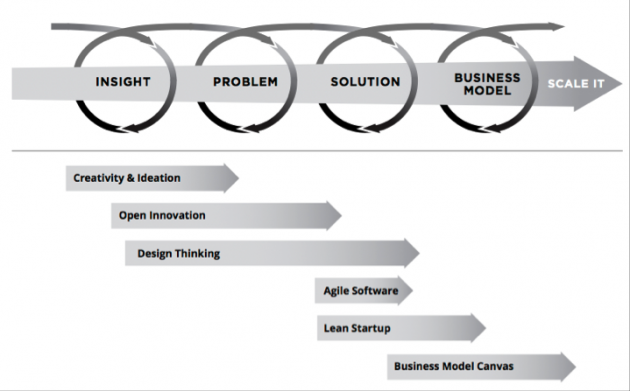 INSIGHT
PROBLEM
SOLUTION
BUSINESS
MODEL
SCALE IT
Creativity & Ideation
Open Innovation
Design Thinking
Agile Software
Lean Startup
Business Model Canvas